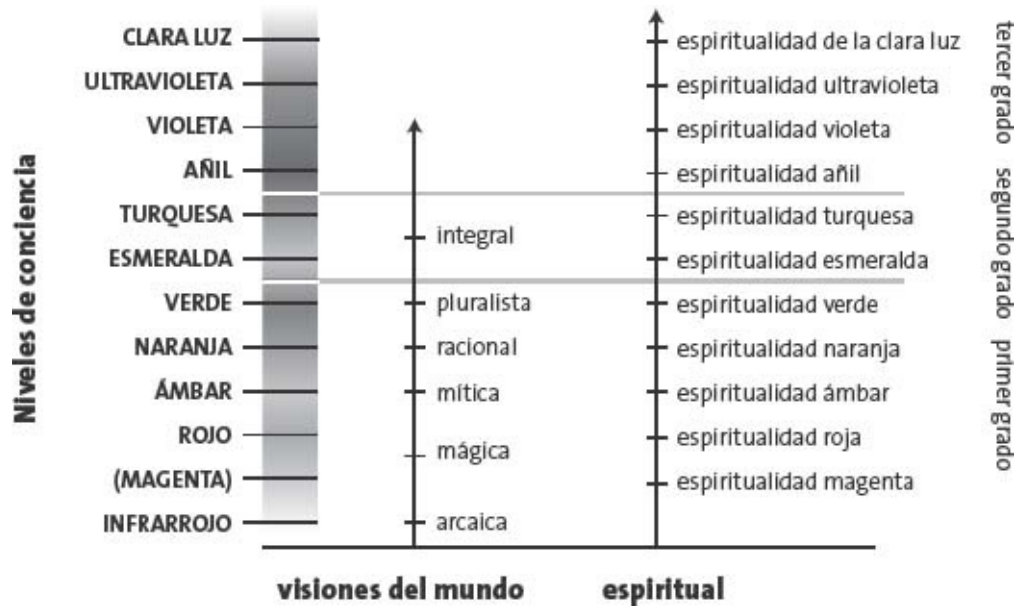 Niveles de conciencia
CLARA LUZ
ULTRAVIOLETA
VIOLETA
AÑIL
TURQUESA
ESMERALDA
VERDE
NARANJA
ÁMBAR
ROJO
(MAGENTA)
INFRARROJO
integral
pluralista
racional
mítica
mágica
arcaica
visiones del mundo
espiritualidad de la clara luz
espiritualidad ultravioleta
espiritualidad violeta
espiritualidad añil
espiritualidad turquesa
espiritualidad esmeralda
espiritualidad verde
espiritualidad naranja
espiritualidad ámbar
espiritualidad roja
espiritualidad magenta
espiritual
tercer grado
segundo grado
primer grado